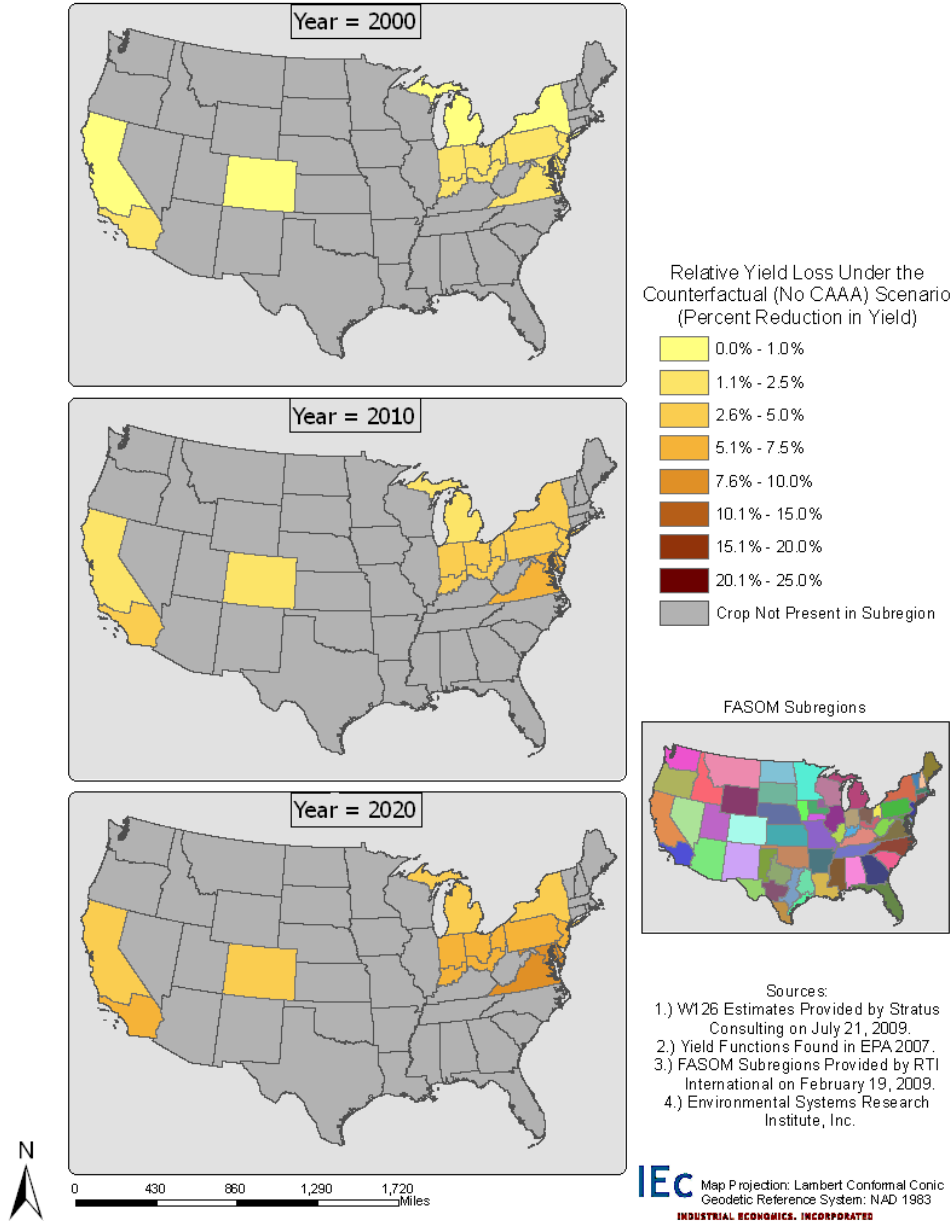 Year = 2000
Year = 2010
Year = 2020
Relative Yield Loss Under the
Counterfactual (No CAAA) Scenario
(Percent Reduction in Yield)
0.0% - 1.0%
1.1% - 2.5%
2.6% - 5.0%
5.1% - 7.5%
7.6% - 10.0%
10.1% - 15.0%
15.1% - 20.0%
20.1% - 25.0%
Crop Not Present in Subregion
FASOM Subregions
Sources:
1.) W126 Estimates Provided by Stratus
Consulting on July 21, 2009.
2.) Yield Functions Found in EPA 2007.
3.) FASOM Subregions Provided by RTI
International on February 19, 2009.
4.) Environmental Systems Research
Institute, Inc.
N
0 430 860 1,290 1,720
Miles
IEc
Map Projection: Lambert Conformal Conic
Geodetic Reference System: NAD 1983
INDUSTRIAL ECONOMICS, INCORPORATED